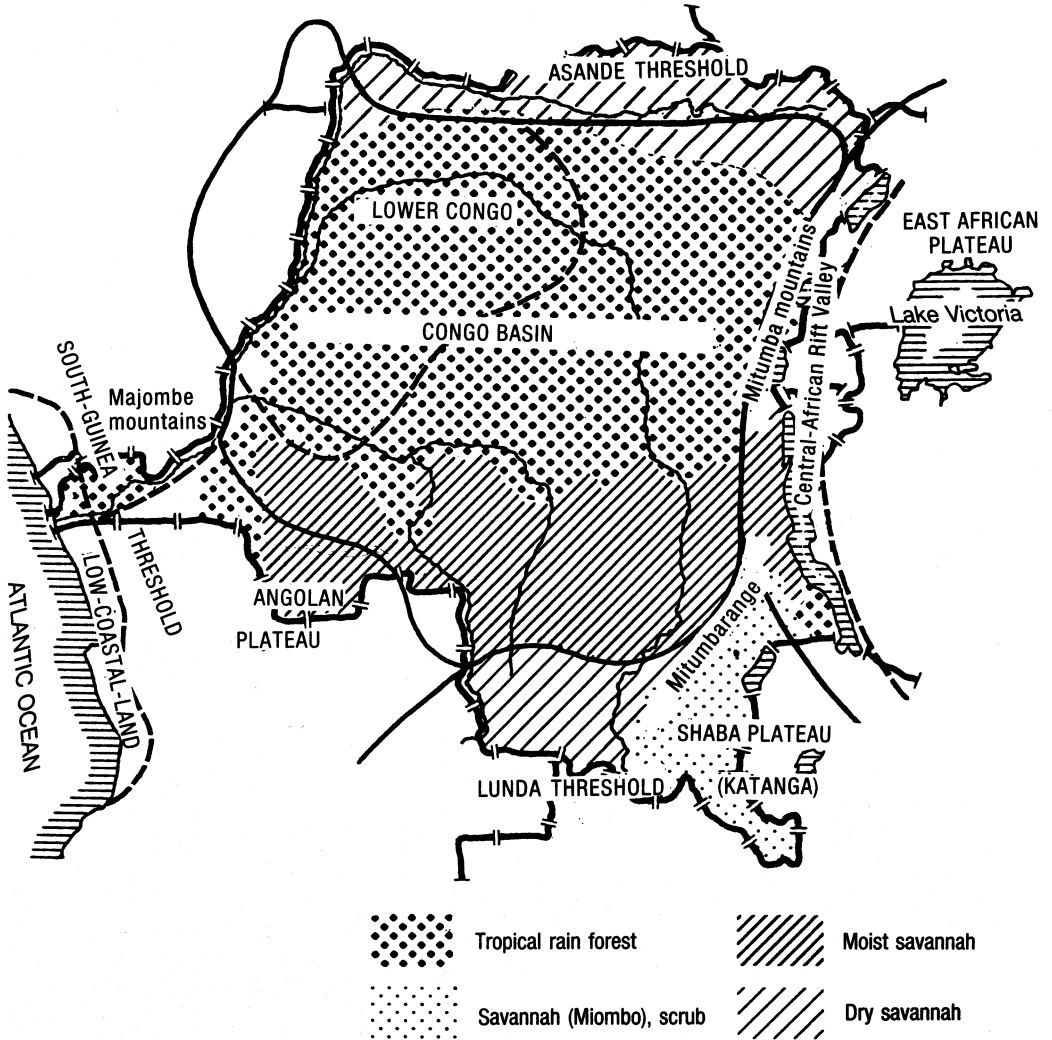 ASANDE THRESHOLD
LOWER CONGO
EAST AFRICAN
PLATEAU
Lake Victoria
CONGO BASIN
Mitumba mountains
Central-African Rift Valley
SOUTH-GUINEA
THRESHOLD
Majombe
mountains
LOW-COASTAL-LAND
ATLANTIC OCEAN
ANGOLAN
PLATEAU
Mitumbarange
SHABA PLATEAU
(KATANGA)
LUNDA THRESHOLD
Tropical rain forest
Moist savannah
Savannah (Miombo), scrub
Dry savannah